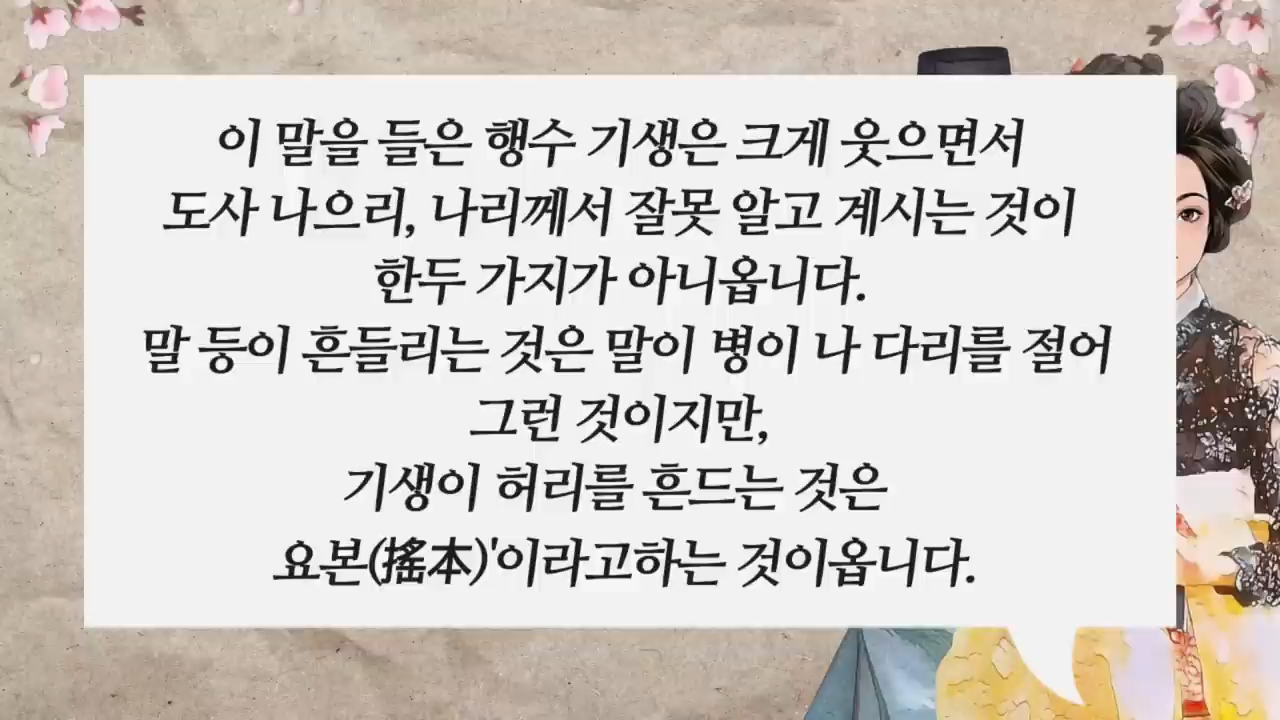 이 말을 들은 행수 기생은 크게 웃으면서
도사 나으리, 나리께서 잘못 알고 계시는 것이
한두 가지가 아니옵니다.
말 등이 흔들리는 것은 말이 병이 나 다리를 절어
그런 것이지만,
기생이 허리를 흔드는 것은
요본(搖本)'이라고하는 것이옵니다.